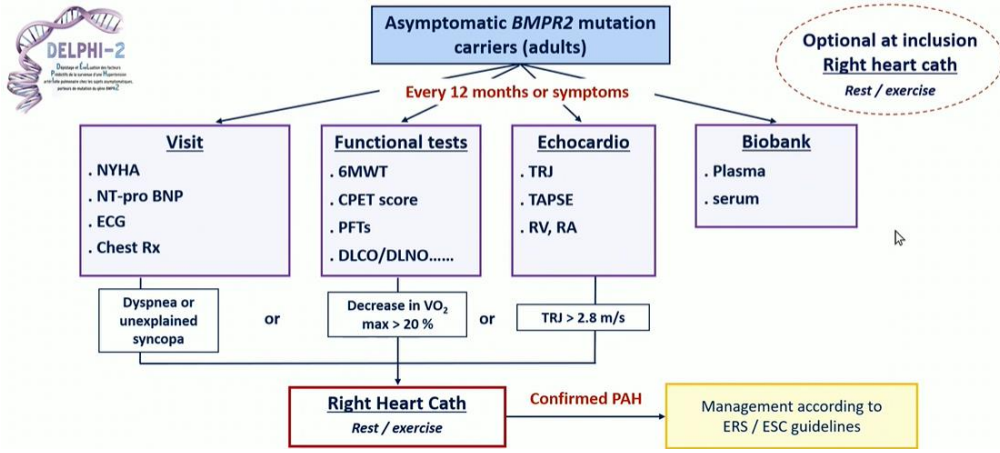 Asymptomatic BMPR2 mutation
carriers (adults)
DELPHI-2
Optional at inclusion
Right heart cath
Rest / exercise
Every 12 months or symptoms
Visit
. NYHA
. NT-pro BNP
. ECG
. Chest Rx
Functional tests
. 6MWT
. CPET score
. PFTs
. DLCO/DLNO......
Echocardio
. TRJ
. TAPSE
. RV, RA
Biobank
. Plasma
. serum
Dyspnea or
unexplained
syncopa
or
Decrease in VO₂
max > 20 %
or
TRJ > 2.8 m/s
Right Heart Cath
Rest / exercise
Confirmed PAH
Management according to
ERS / ESC guidelines